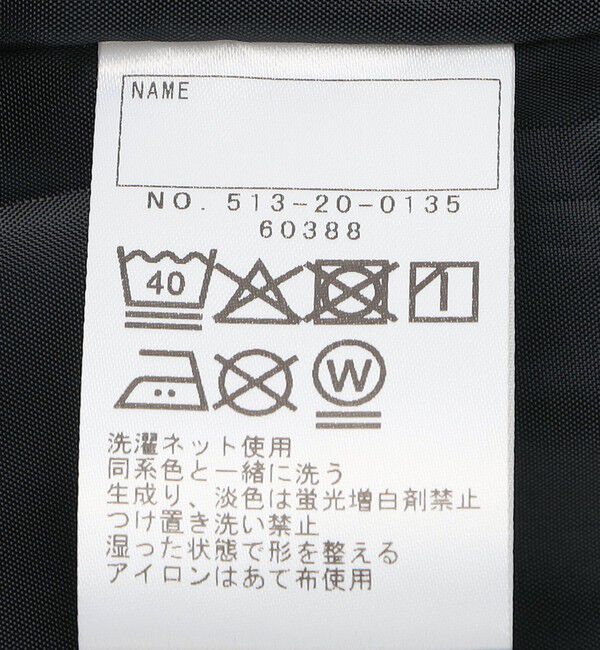 NAME
NO. 513-20-0135
60388
40
W
洗濯ネット使用
同系色と一緒に洗う
生成り、淡色は蛍光増白剤禁止
つけ置き洗い禁止
湿った状態で形を整える
アイロンはあて布使用